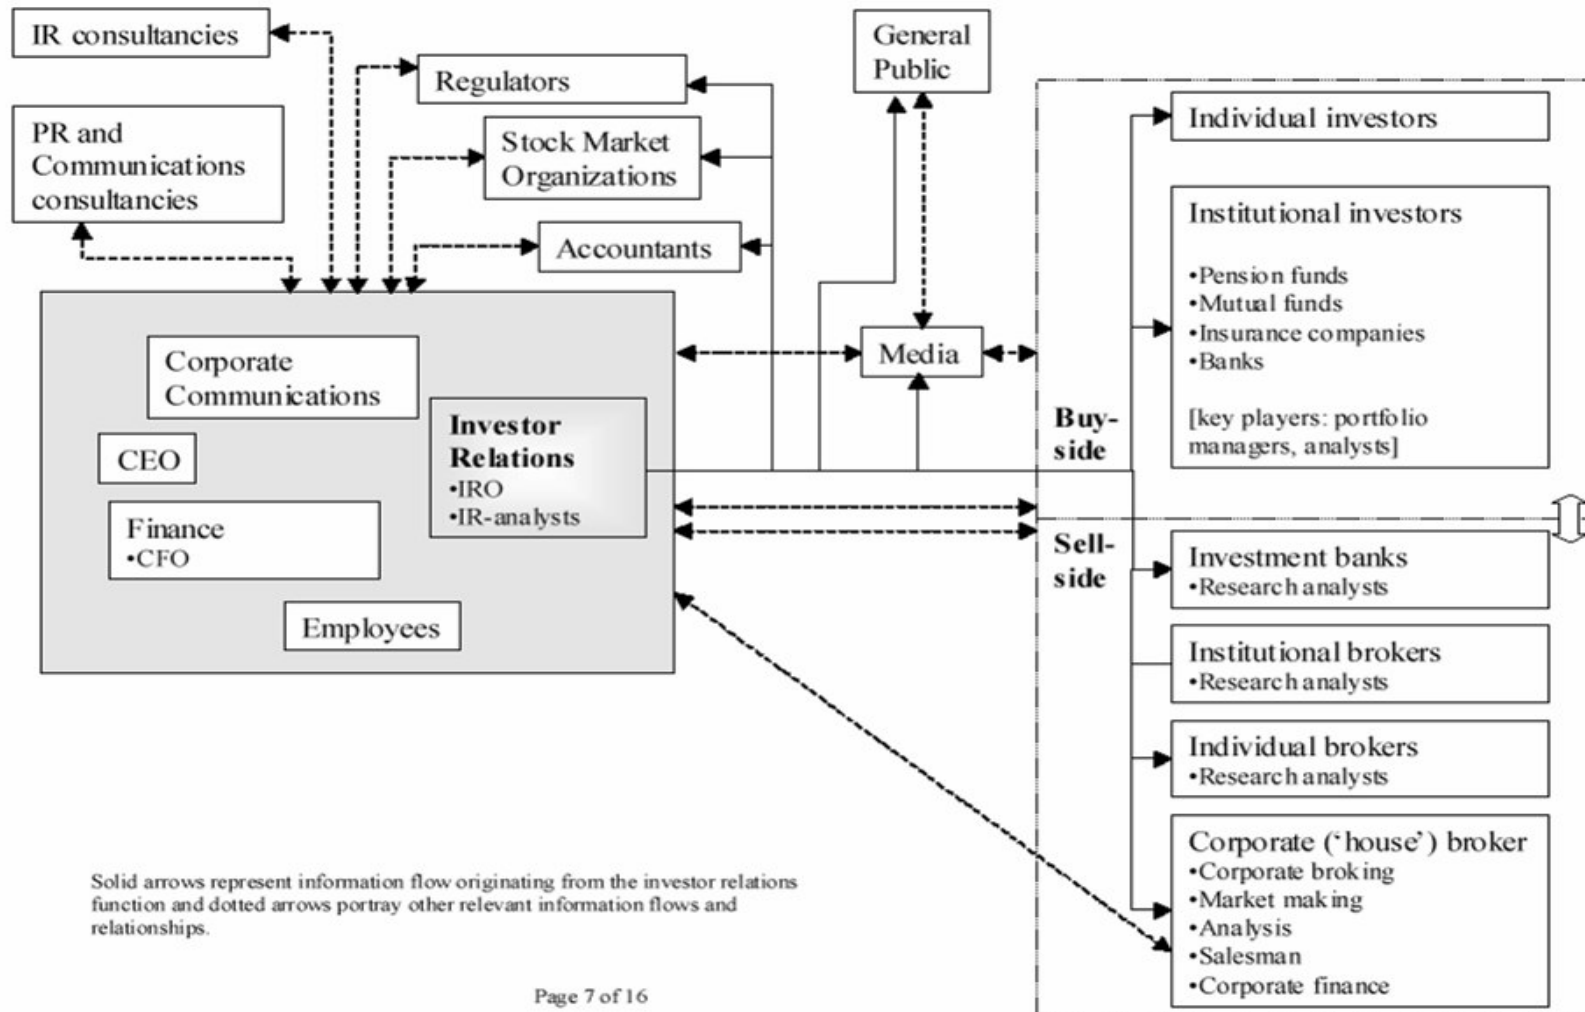 IR consultancies
PR and
Communications
consultancies
Regulators
Stock Market
Organizations
Accountants
General
Public
Media
Corporate
Communications
CEO
Finance
•CFO
Employees
Investor
Relations
•IRO
•IR-analysts
Buy-
side
Individual investors
Institutional investors
•Pension funds
•Mutual funds
•Insurance companies
•Banks
[key players: portfolio
managers, analysts]
Sell-
side
Investment banks
•Research analysts
Institutional brokers
•Research analysts
Individual brokers
•Research analysts
Corporate (‘house’) broker
•Corporate broking
•Market making
•Analysis
•Salesman
•Corporate finance
Solid arrows represent information flow originating from the investor relations
function and dotted arrows portray other relevant information flows and
relationships.
Page 7 of 16